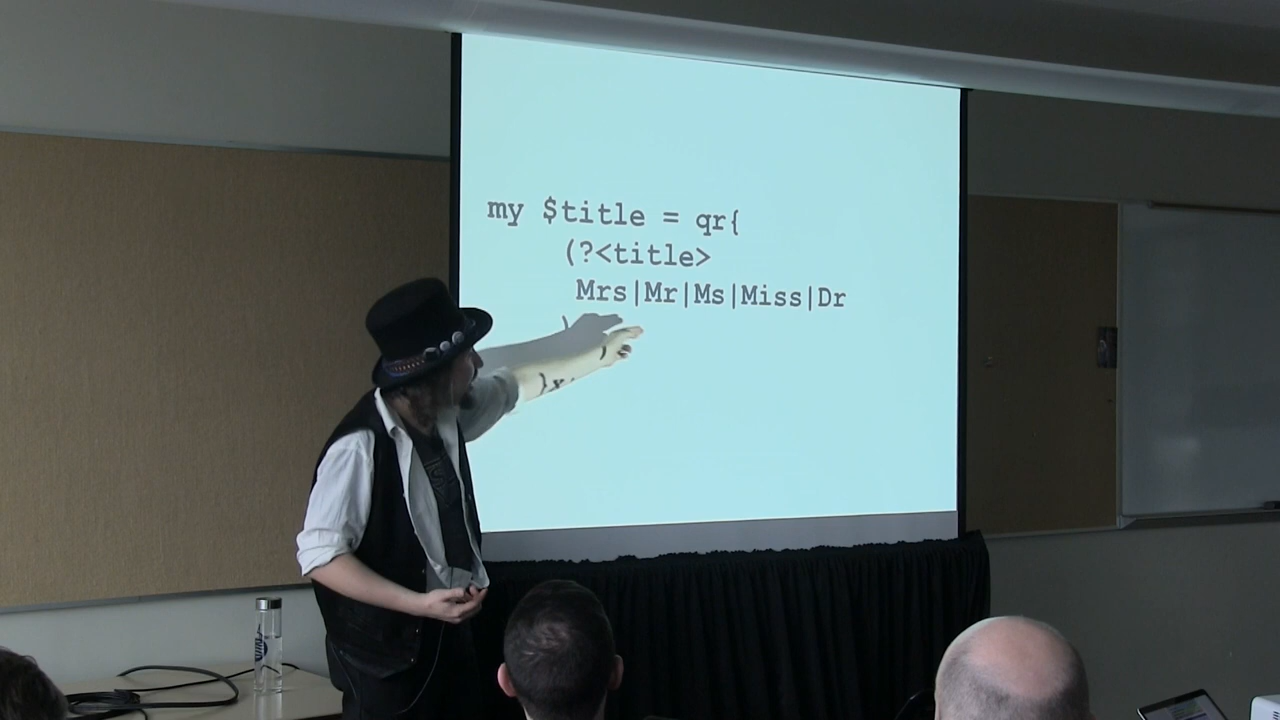 my $title = qr{
(?<title>
Mrs|Mr|Ms|Miss|Dr
)
}x;